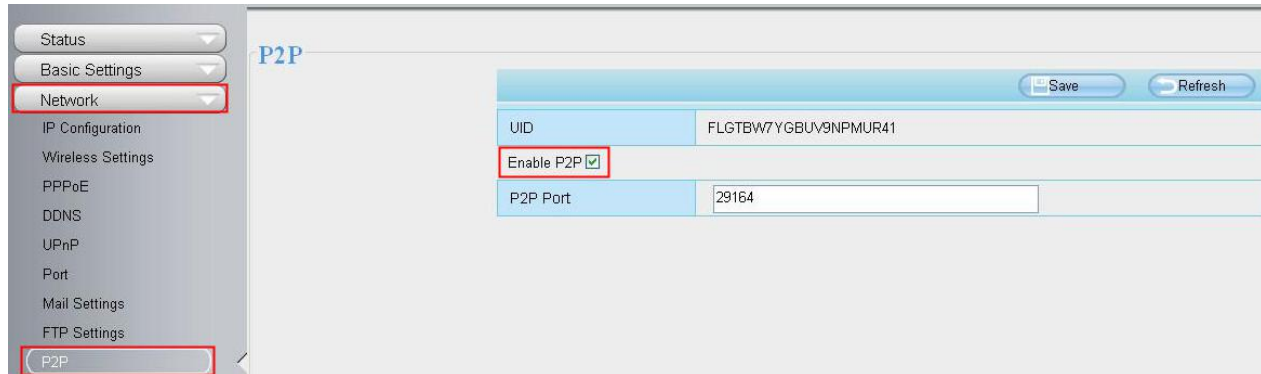 Status
Basic Settings
Network
IP Configuration
Wireless Settings
PPPoE
DDNS
UPnP
Port
Mail Settings
FTP Settings
P2P
P2P
Save Refresh
UID FLGTBW7YGBUV9NPMUR41
Enable P2P
P2P Port 29164